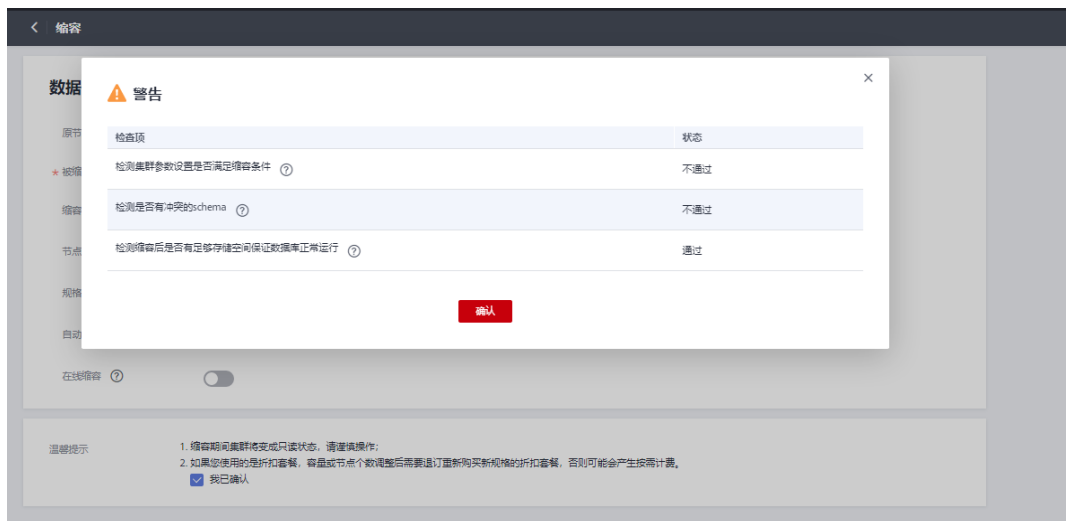 缩容
数据
警告
原节
检查项 状态
★ 被缩
检测集群参数设置是否满足缩容条件 ? 不通过
缩容
检测是否有冲突的schema ? 不通过
节点
检测缩容后是否有足够存储空间保证数据库正常运行 ? 通过
规格
确认
自动
在线缩容 ?
温馨提示
1. 缩容期间集群将变成只读状态，请谨慎操作;
2. 如果您使用的是折扣套餐，容量或节点个数调整后需要退订重新购买新规格的折扣套餐，否则可能会产生按需计费。
我已确认